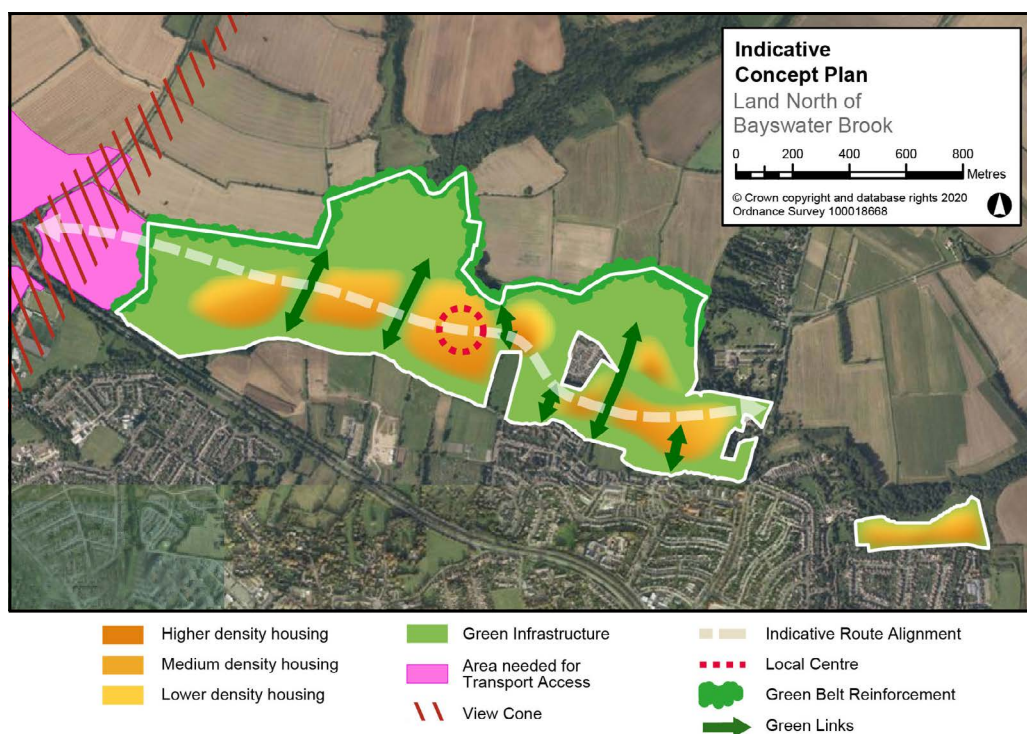 Indicative
Concept Plan
Land North of
Bayswater Brook
0 200 400 600 800
Metres
© Crown copyright and database rights 2020
Ordnance Survey 100018668
Higher density housing
Medium density housing
Lower density housing
Green Infrastructure
Area needed for
Transport Access
View Cone
Indicative Route Alignment
Local Centre
Green Belt Reinforcement
Green Links